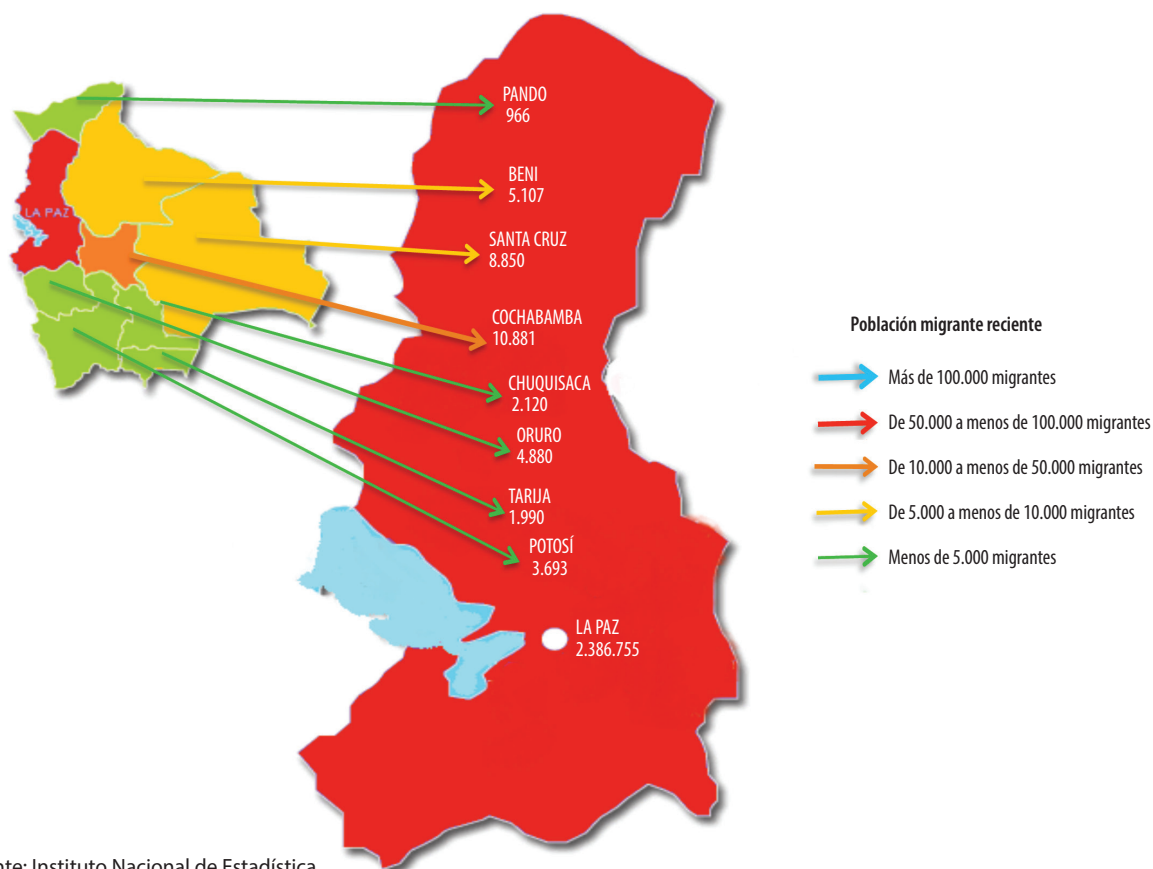 PANDO
966
BENI
5.107
LA PAZ
SANTA CRUZ
8.850
COCHABAMBA
10.881
CHUQUISACA
2.120
ORURO
4.880
TARIJA
1.990
POTOSÍ
3.693
LA PAZ
2.386.755
Población migrante reciente
Más de 100.000 migrantes
De 50.000 a menos de 100.000 migrantes
De 10.000 a menos de 50.000 migrantes
De 5.000 a menos de 10.000 migrantes
Menos de 5.000 migrantes
nte: Instituto Nacional de Estadística